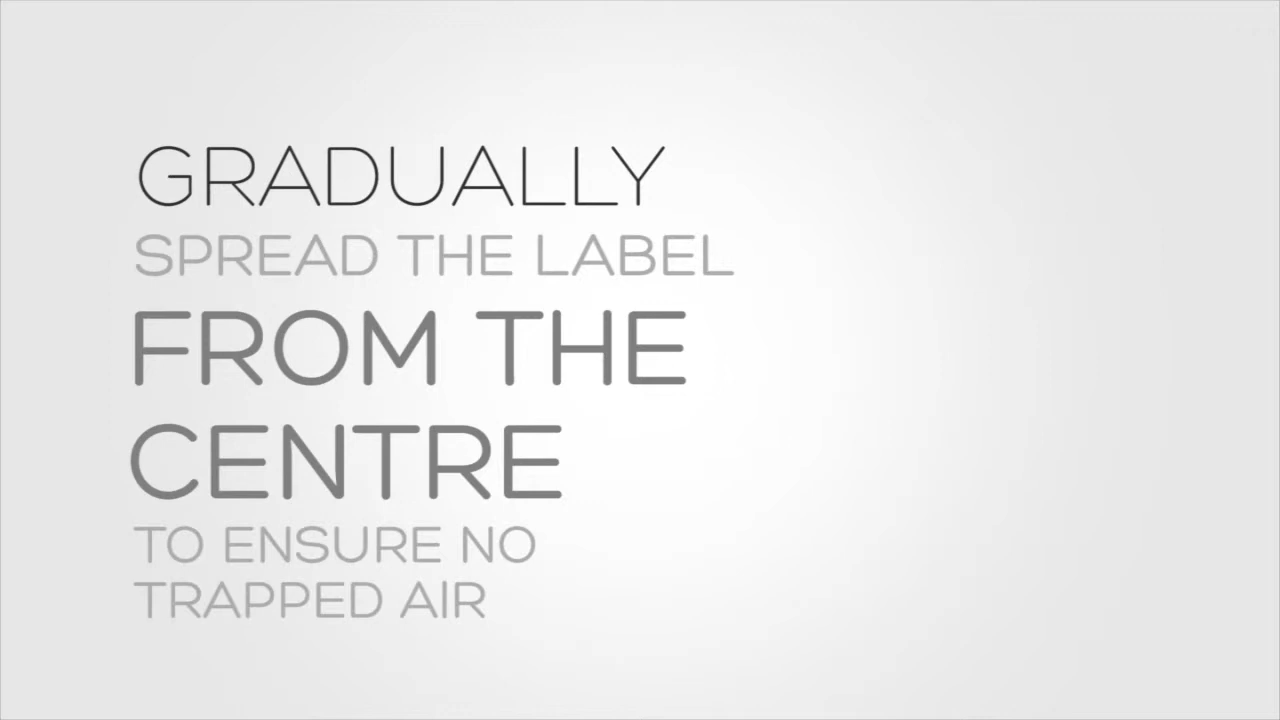 GRADUALLY
SPREAD THE LABEL
FROM THE
CENTRE
TO ENSURE NO
TRAPPED AIR